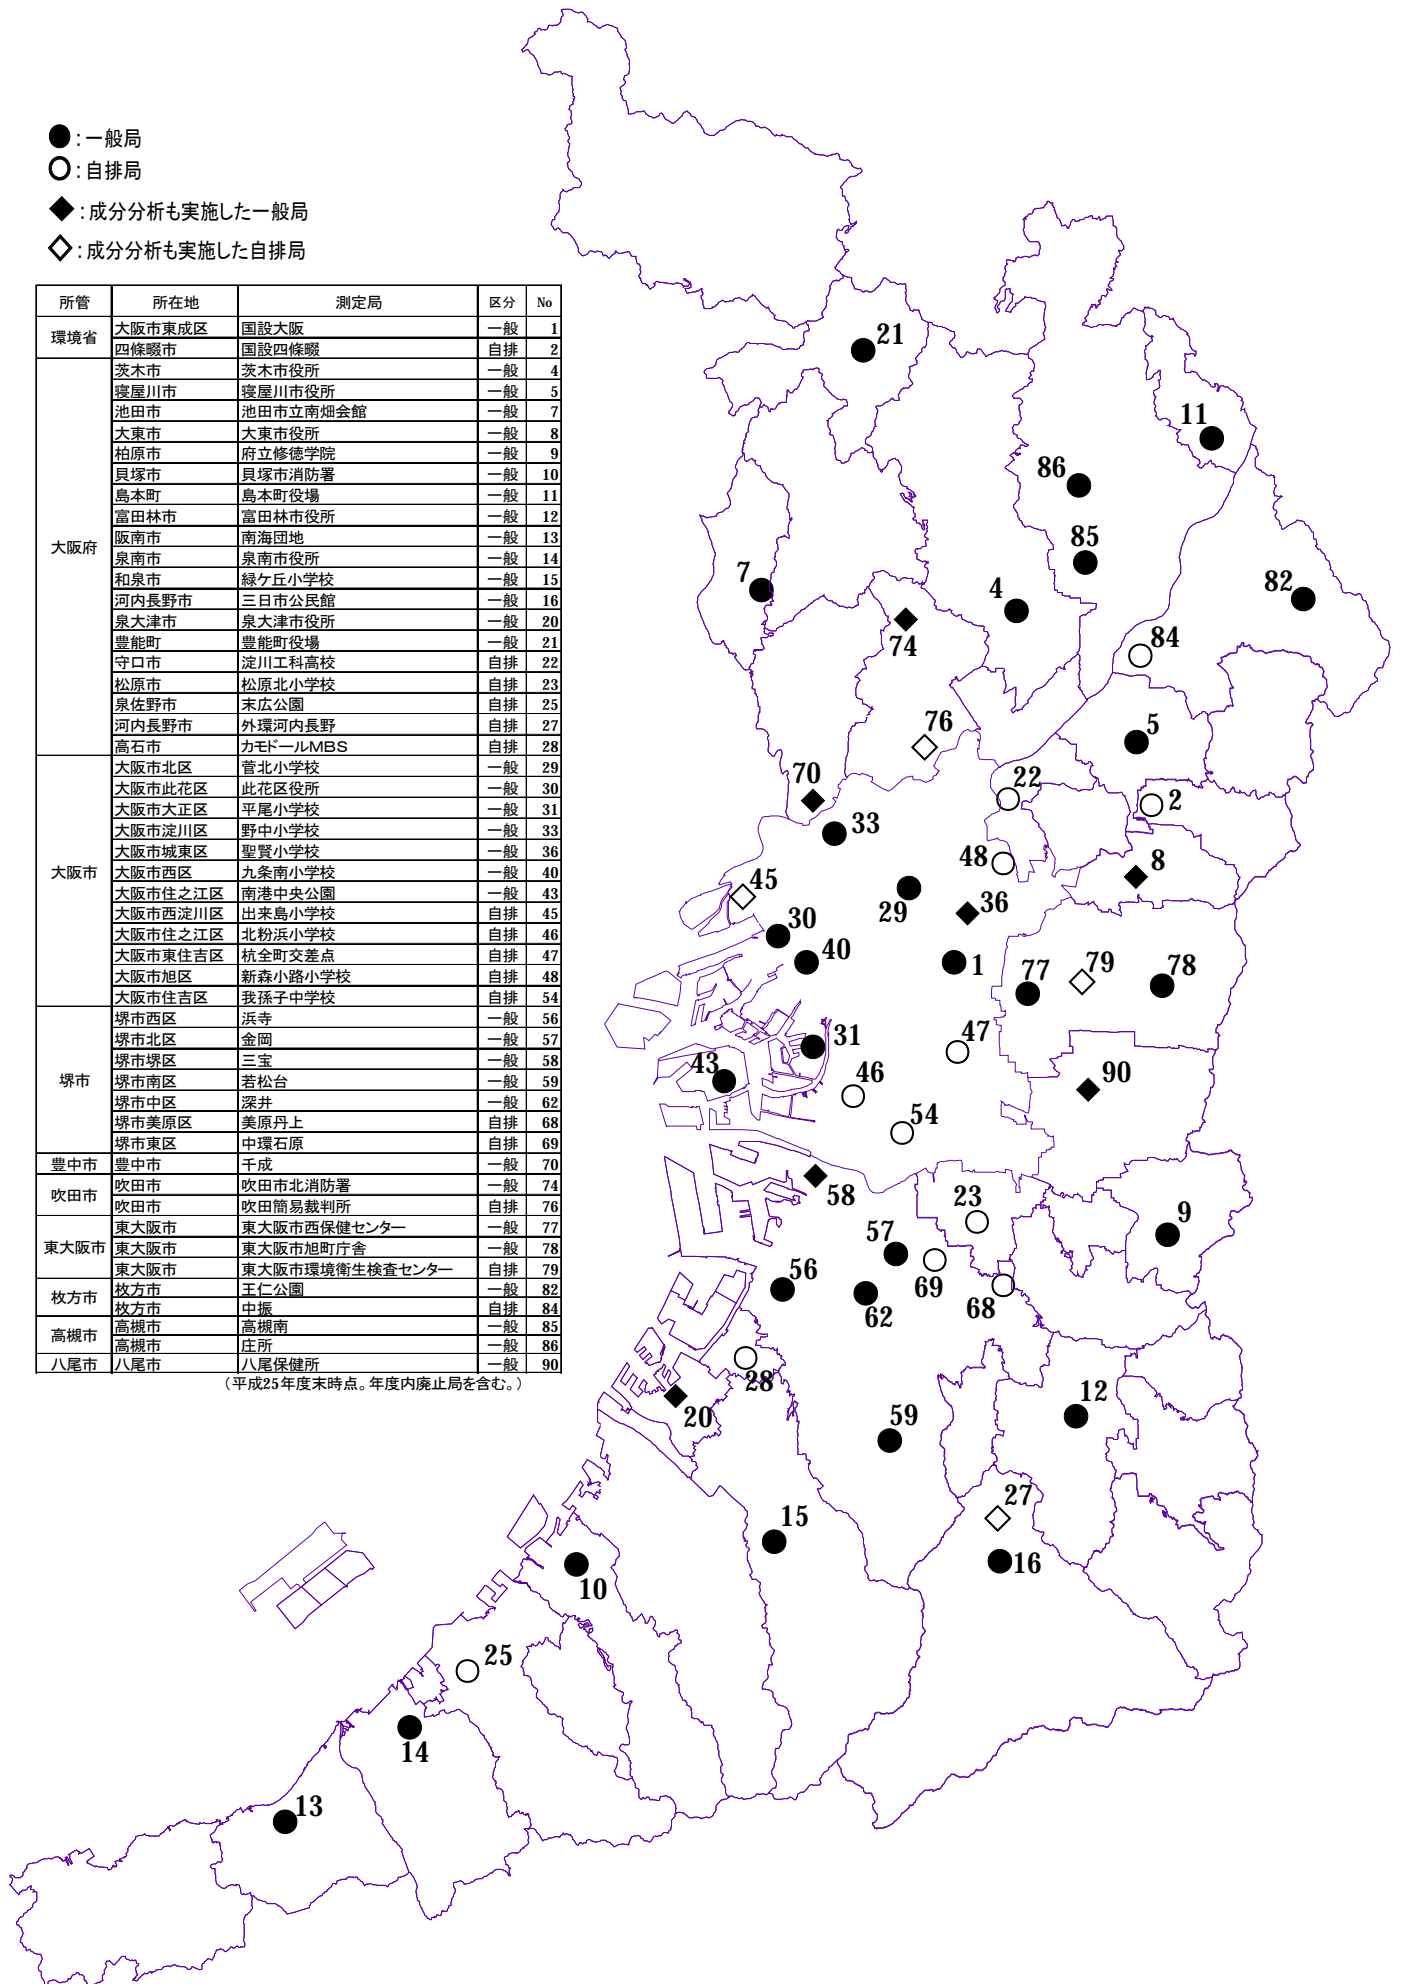 ●：一般局
○：自排局
◆：成分分析も実施した一般局
◇：成分分析も実施した自排局
所管 所在地 測定局 区分 No
環境省 大阪市東成区 国設大阪 一般 1
四條畷市 国設四條畷 自排 2
大阪府 茨木市 茨木市役所 一般 4
寝屋川市 寝屋川市役所 一般 5
池田市 池田市立南畑会館 一般 7
大東市 大東市役所 一般 8
柏原市 府立修徳学院 一般 9
貝塚市 貝塚市消防署 一般 10
島本町 島本町役場 一般 11
富田林市 富田林市役所 一般 12
阪南市 南海団地 一般 13
泉南市 泉南市役所 一般 14
和泉市 緑ケ丘小学校 一般 15
河内長野市 三日市公民館 一般 16
泉大津市 泉大津市役所 一般 20
豊能町 豊能町役場 一般 21
守口市 淀川工科高校 自排 22
松原市 松原北小学校 自排 23
泉佐野市 末広公園 自排 25
河内長野市 外環河内長野 自排 27
高石市 カモドールMBS 自排 28
大阪市 大阪市北区 菅北小学校 一般 29
大阪市此花区 此花区役所 一般 30
大阪市大正区 平尾小学校 一般 31
大阪市淀川区 野中小学校 一般 33
大阪市城東区 聖賢小学校 一般 36
大阪市西区 九条南小学校 一般 40
大阪市住之江区 南港中央公園 一般 43
大阪市西淀川区 出来島小学校 自排 45
大阪市住之江区 北粉浜小学校 自排 46
大阪市東住吉区 杭全町交差点 自排 47
大阪市旭区 新森小路小学校 自排 48
大阪市住吉区 我孫子中学校 自排 54
堺市 堺市西区 浜寺 一般 56
堺市北区 金岡 一般 57
堺市堺区 三宝 一般 58
堺市南区 若松台 一般 59
堺市中区 深井 一般 62
堺市美原区 美原丹上 自排 68
堺市東区 中環石原 自排 69
豊中市 豊中市 千成 一般 70
吹田市 吹田市 吹田市北消防署 一般 74
吹田市 吹田簡易裁判所 自排 76
東大阪市 東大阪市 東大阪市西保健センター 一般 77
東大阪市 東大阪市旭町庁舎 一般 78
東大阪市 東大阪市環境衛生検査センター 自排 79
枚方市 枚方市 王仁公園 一般 82
枚方市 中振 自排 84
高槻市 高槻市 高槻南 一般 85
高槻市 庄所 一般 86
八尾市 八尾市 八尾保健所 一般 90
（平成25年度末時点。年度内廃止局を含む。）
21
11
86
85
7
4
82
74
84
76
5
70
22
2
33
48
8
45
29
36
30
40
1
77
79
78
31
47
43
46
90
54
58
23
9
57
56
69
62
68
28
20
12
59
27
15
16
10
25
14
13